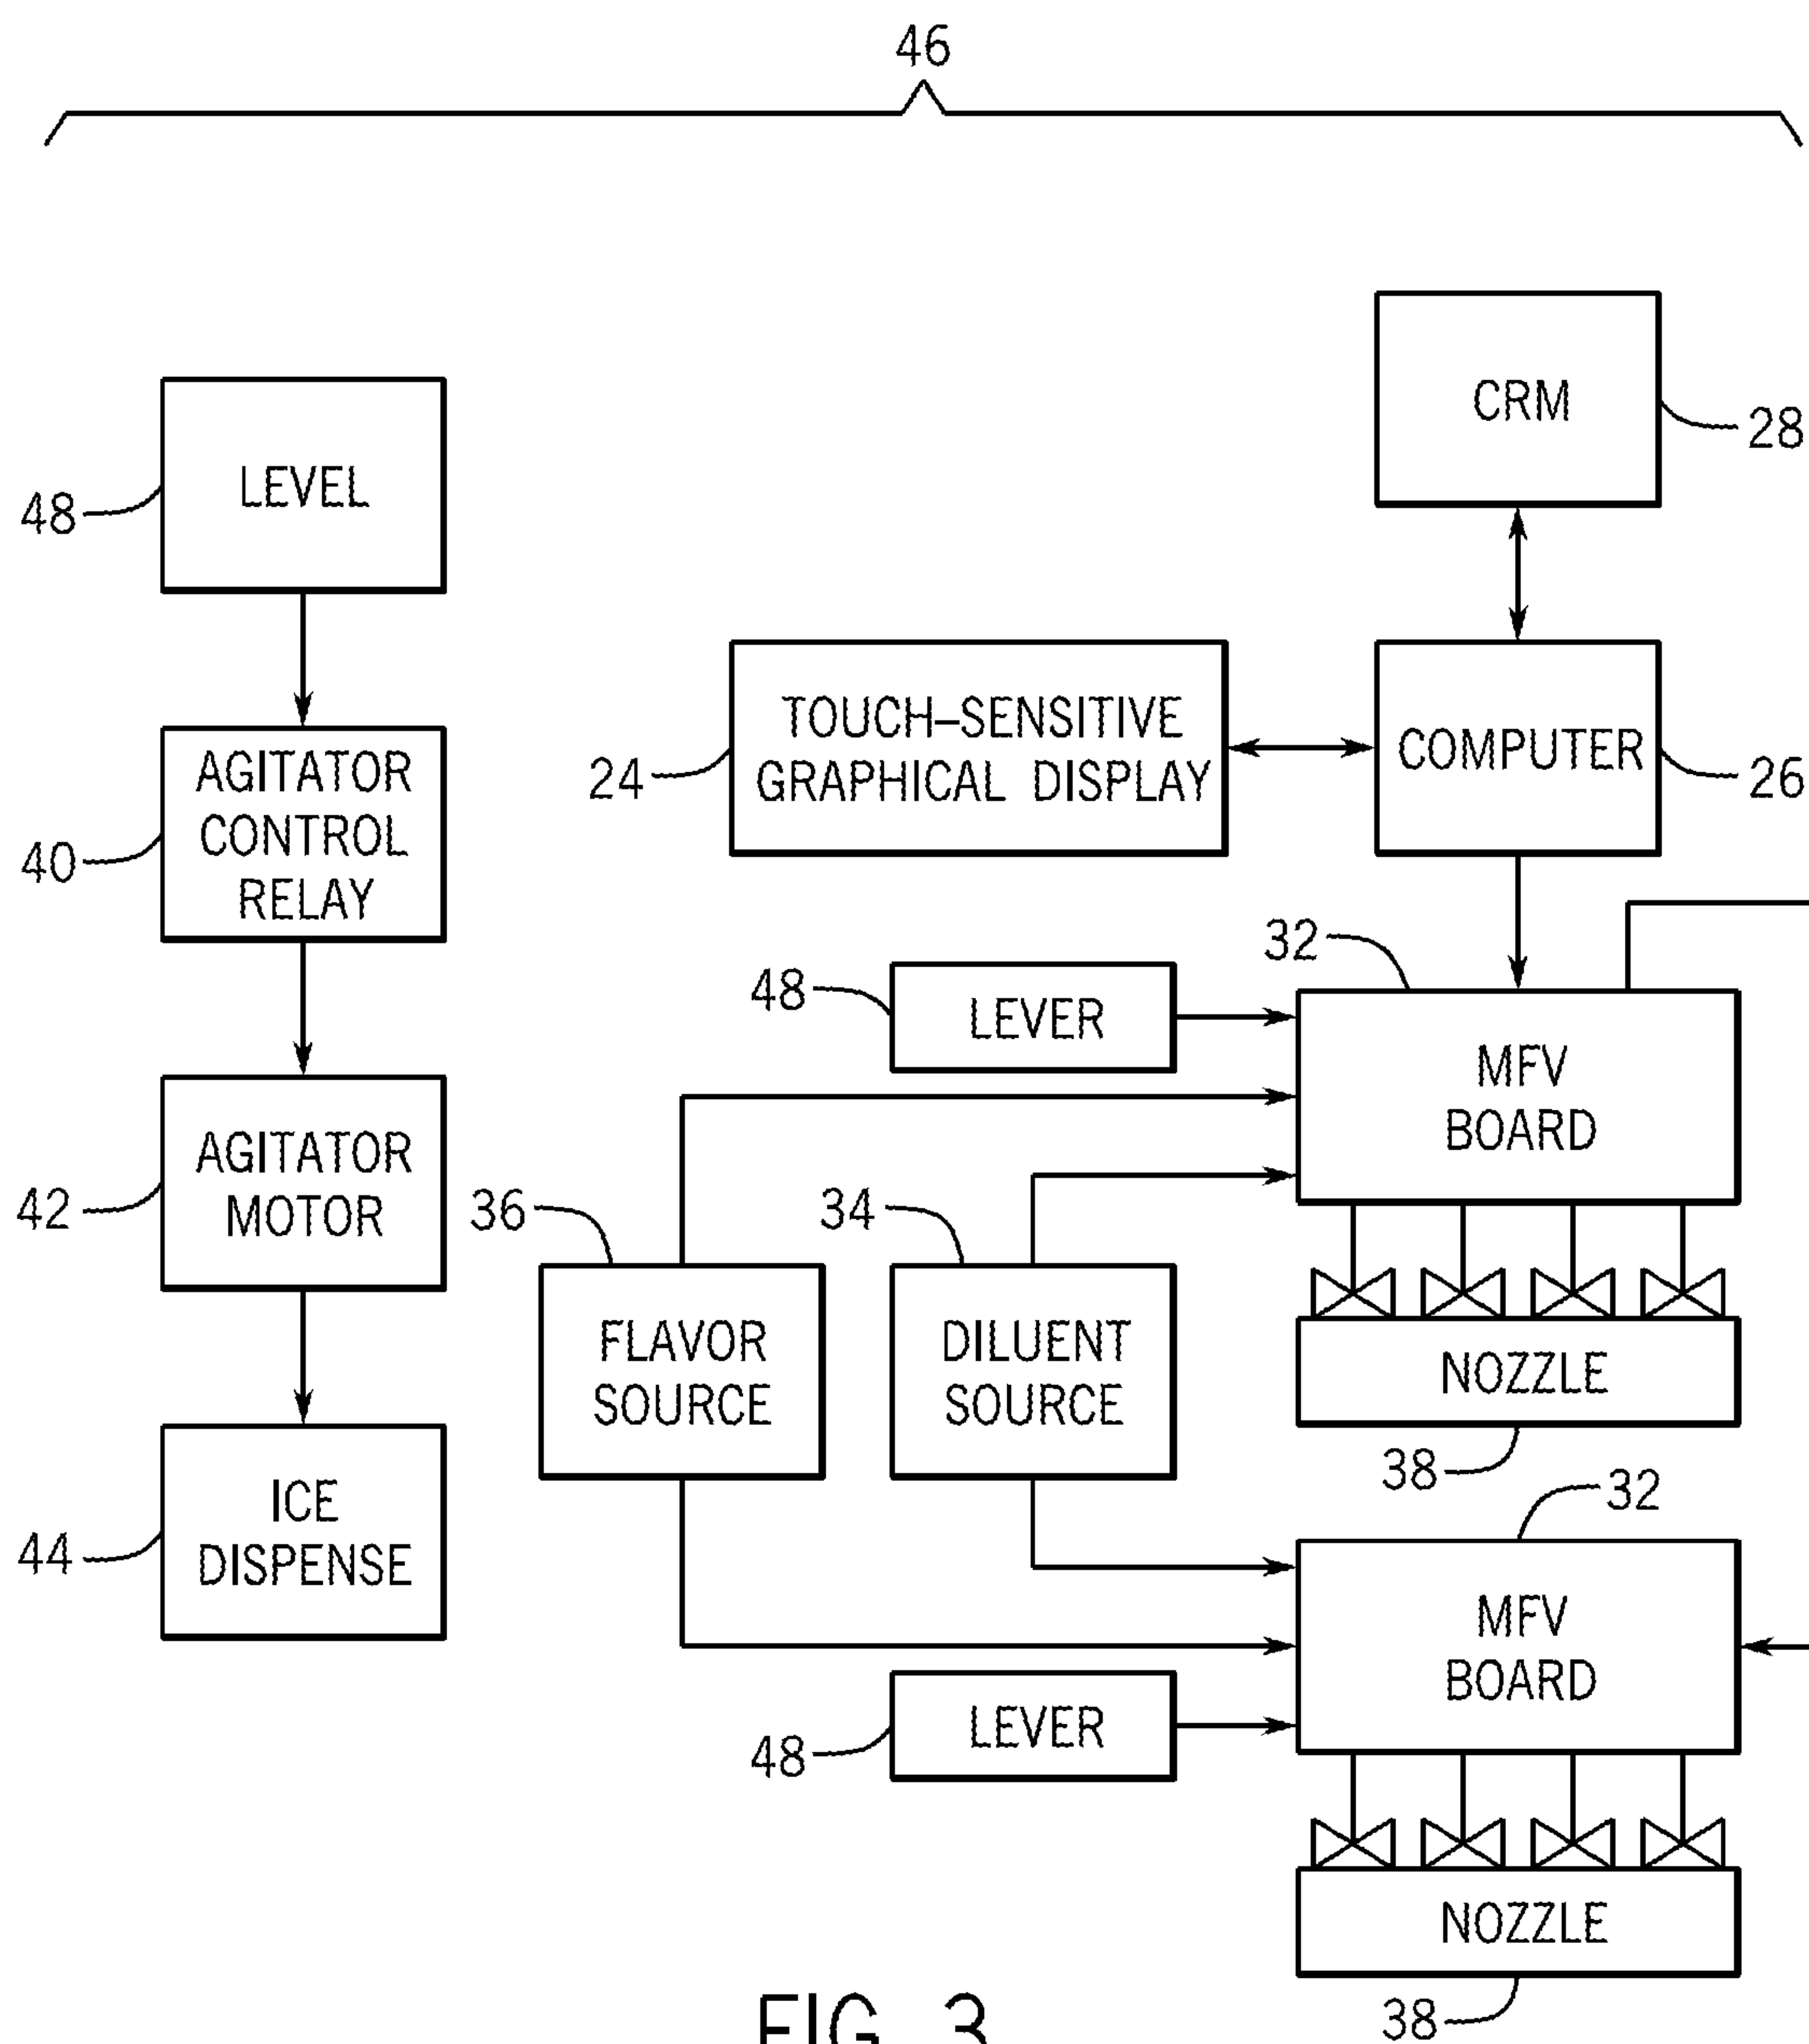 46
CRM
28
LEVEL
48
TOUCH-SENSITIVE
GRAPHICAL DISPLAY
24
COMPUTER
26
AGITATOR
CONTROL
RELAY
40
32
48
LEVER
MFV
BOARD
AGITATOR
MOTOR
42
36
34
FLAVOR
SOURCE
DILUENT
SOURCE
NOZZLE
38
32
ICE
DISPENSE
44
MFV
BOARD
LEVER
48
NOZZLE
38
FIG. 3